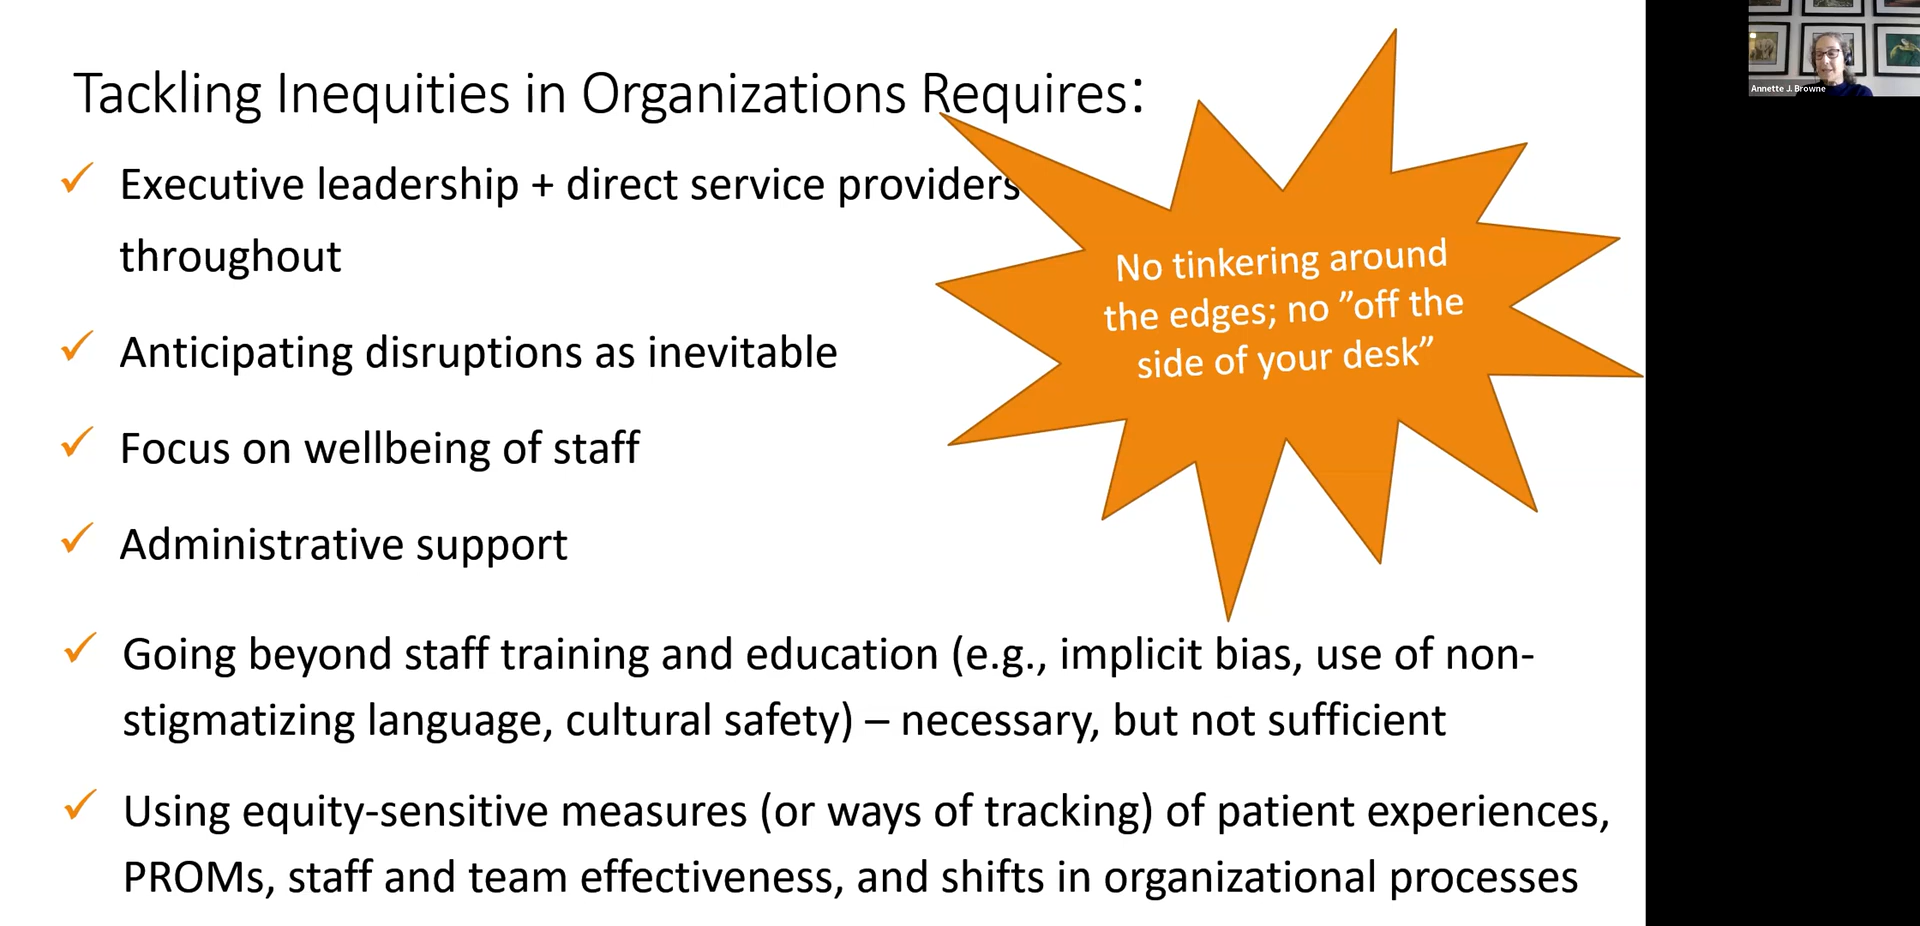 Tackling Inequities in Organizations Requires:
Executive leadership + direct service providers
throughout
Anticipating disruptions as inevitable
Focus on wellbeing of staff
Administrative support
Going beyond staff training and education (e.g., implicit bias, use of non-
stigmatizing language, cultural safety) – necessary, but not sufficient
Using equity-sensitive measures (or ways of tracking) of patient experiences,
PROMs, staff and team effectiveness, and shifts in organizational processes
No tinkering around
the edges; no ”off the
side of your desk”
Annette J. Browne